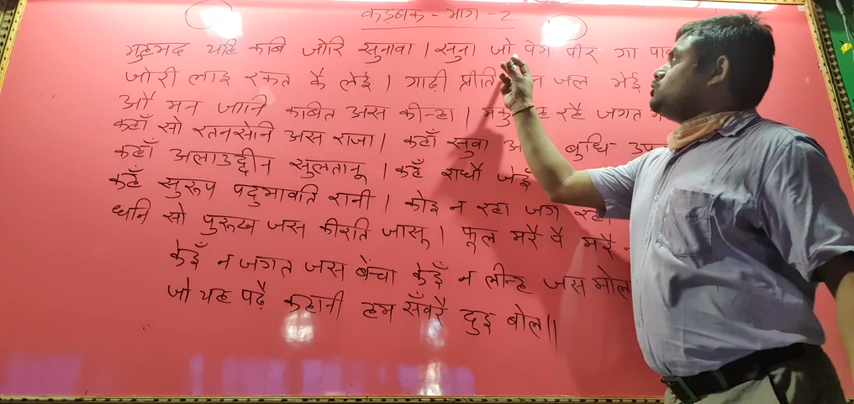 कड़बक - भाग - 2
मुहमद यहि कबि जोरि सुनावा । सुना जो पेम पीर गा
जोरी लाइ रकत कै लेई । गाढ़ी प्रीति न जल भेई
औ मन जानि कबित अस कीन्हा । रहै जगत
कहाँ सो रतनसेनि अस राजा । कहाँ सुवा बुधि
कहाँ अलाउद्दीन सुलतानू । कहँ राघौ जेइँ
कहँ सुरूप पदुमावति रानी । कोइ न रहा जग
धनि सो पुरूख जस कीरति जासू । फूल मरै पै मरै
केइँ न जगत जस बेंचा केइँ न लीन्ह जस मोल
जो यह पढ़ै कहानी हम सँवरै दुइ बोल ॥